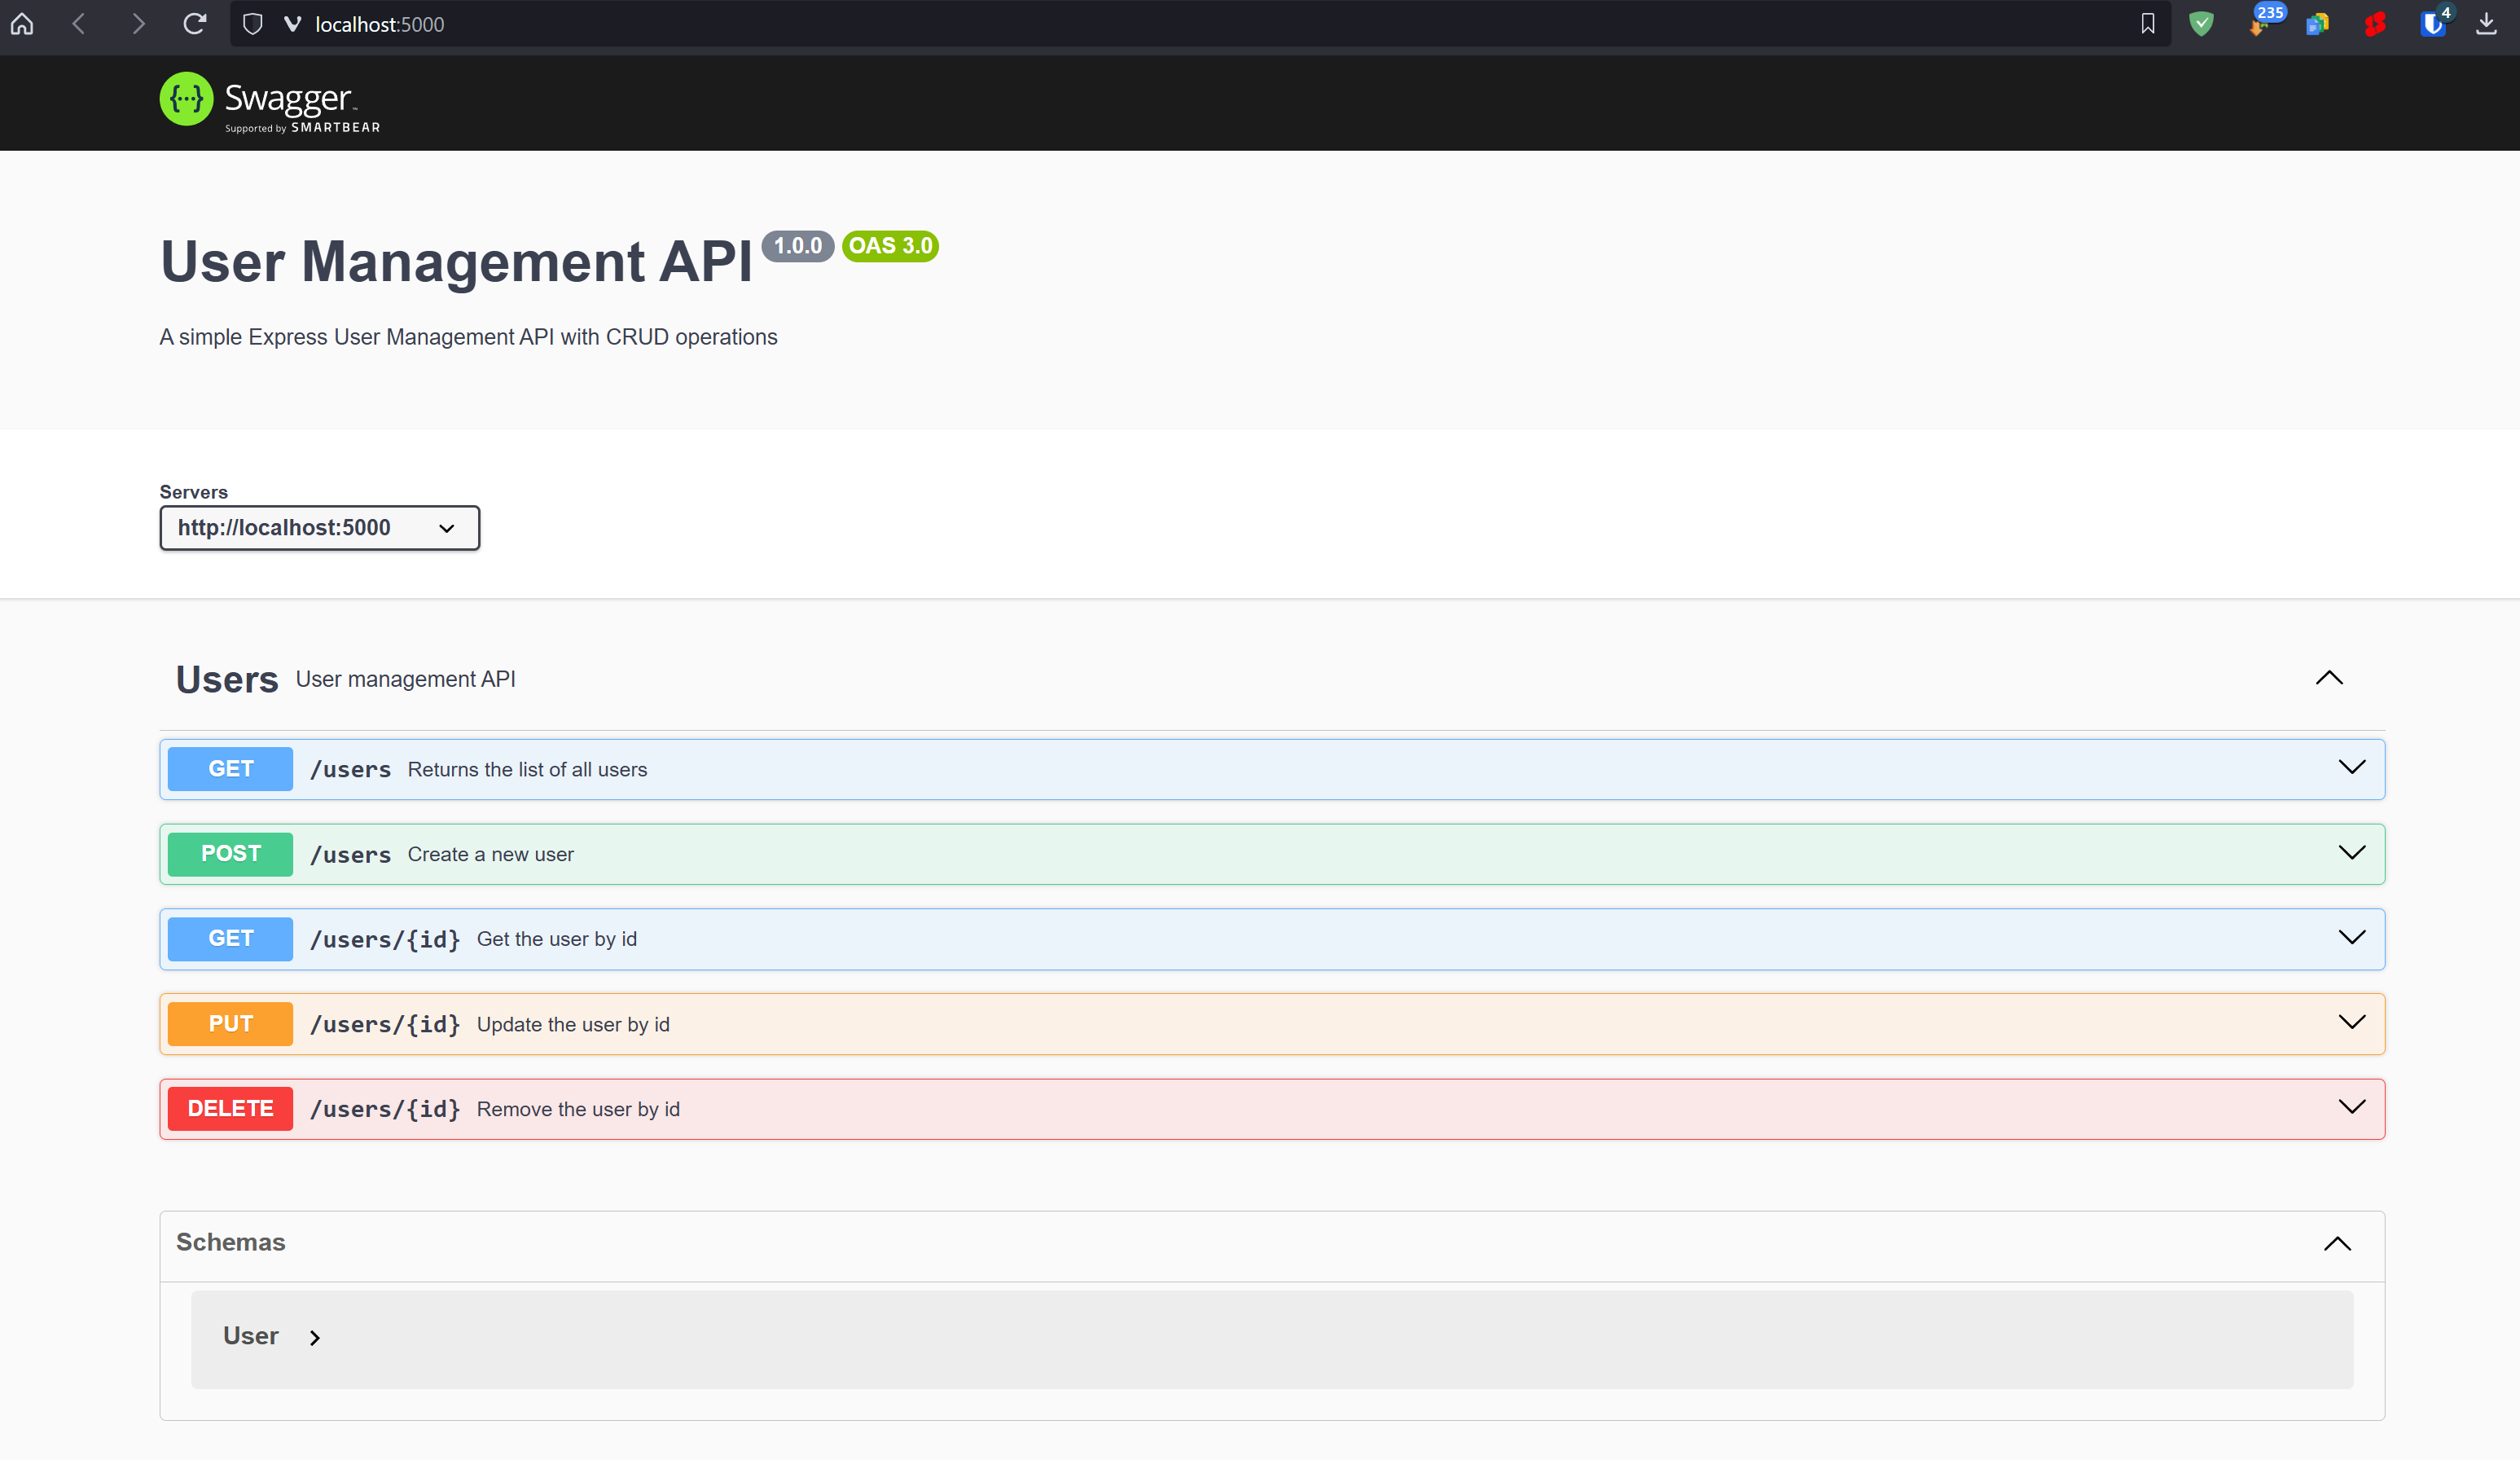 localhost:5000
235
4
{···} Swagger™
Supported by SMARTBEAR
User Management API 1.0.0 OAS 3.0
A simple Express User Management API with CRUD operations
Servers
http://localhost:5000
Users User management API
GET /users Returns the list of all users
POST /users Create a new user
GET /users/{id} Get the user by id
PUT /users/{id} Update the user by id
DELETE /users/{id} Remove the user by id
Schemas
User